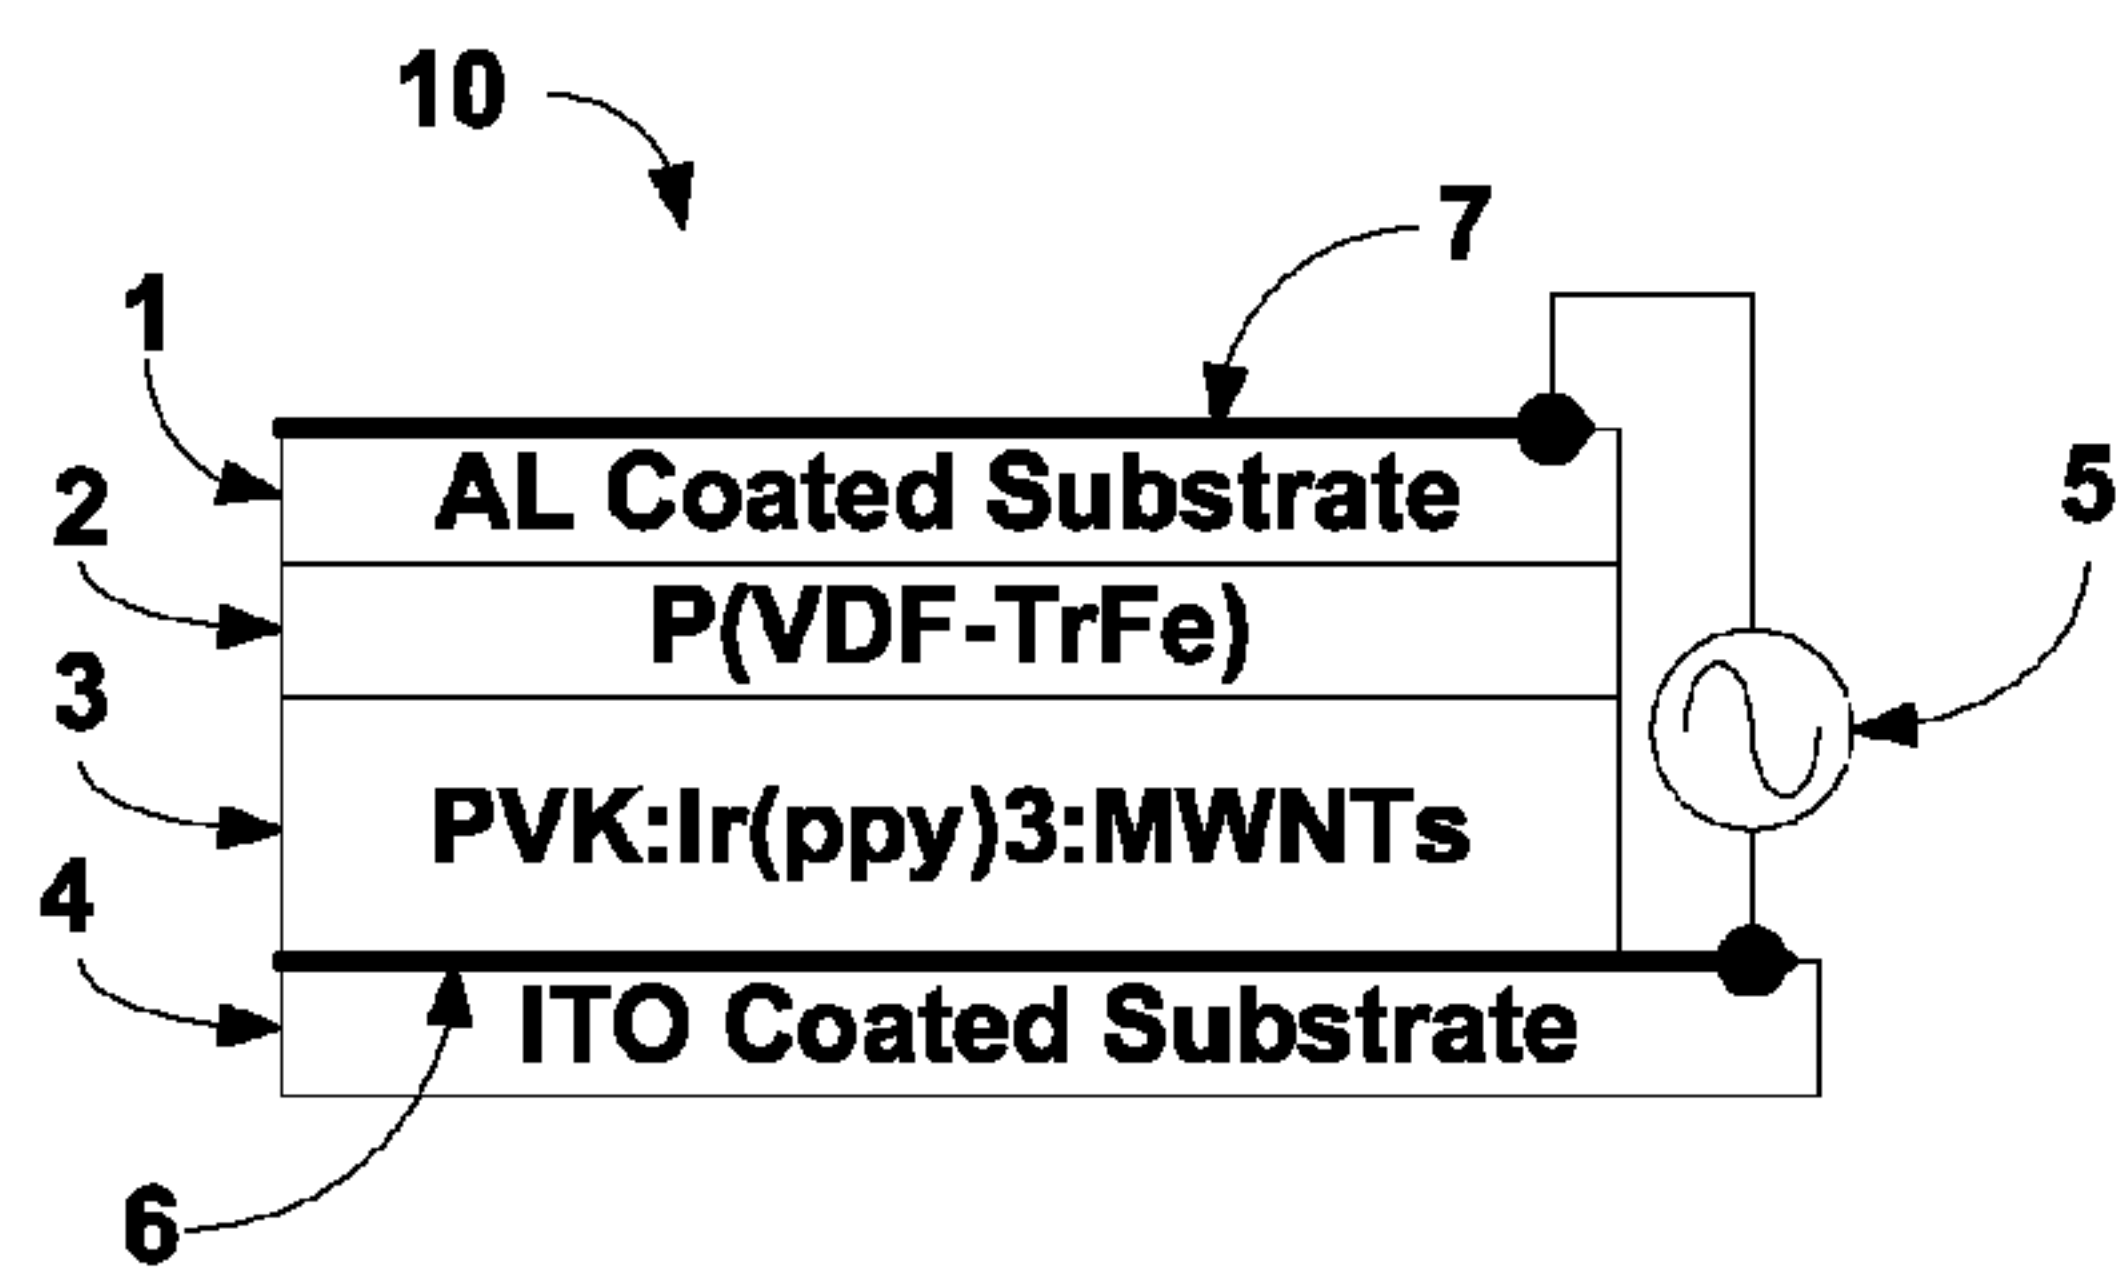 10
7
1
AL Coated Substrate
5
2
P(VDF-TrFe)
3
PVK:Ir(ppy)3:MWNTs
4
ITO Coated Substrate
6